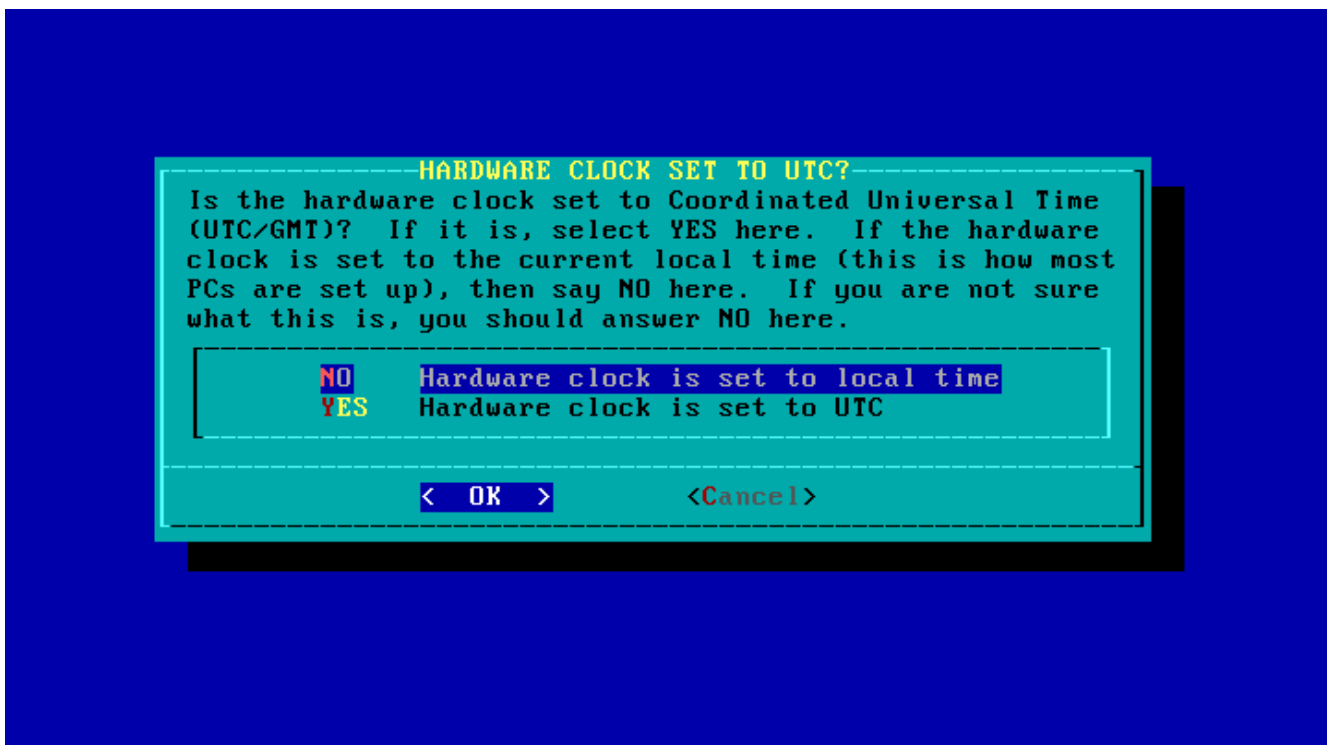 HARDWARE CLOCK SET TO UTC?
Is the hardware clock set to Coordinated Universal Time
(UTC/GMT)?  If it is, select YES here.  If the hardware
clock is set to the current local time (this is how most
PCs are set up), then say NO here.  If you are not sure
what this is, you should answer NO here.
NO Hardware clock is set to local time
YES Hardware clock is set to UTC
< OK > <Cancel>